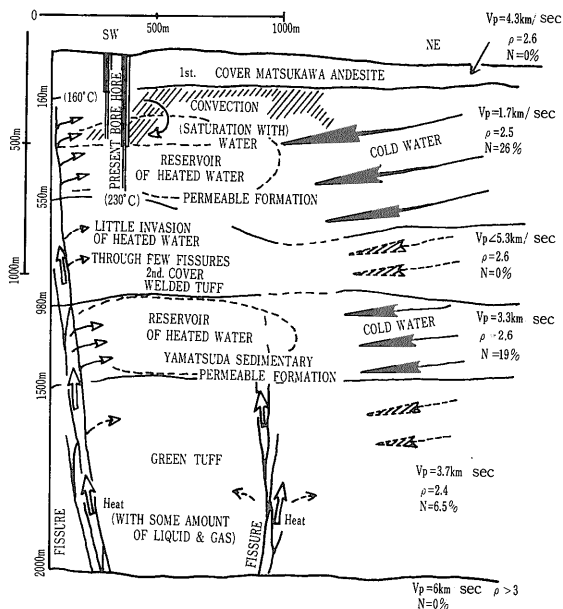 0
500m
1000m
SW
NE
Vp=4.3km/sec
ρ=2.6
N=0%
1st. COVER MATSUKAWA ANDESITE
160m
(160°C)
CONVECTION
PRESENT BORE HORE
(SATURATION WITH)
WATER
Vp=1.7km/sec
ρ=2.5
N=26%
COLD WATER
500m
RESERVOIR
OF HEATED WATER
550m
(230°C)
PERMEABLE FORMATION
LITTLE INVASION
OF HEATED WATER
THROUGH FEW FISSURES
2nd. COVER
WELDED TUFF
Vp∠5.3km/sec
ρ=2.6
N=0%
1000m
980m
RESERVOIR
OF HEATED WATER
COLD WATER
Vp=3.3km sec
ρ-2.6
N=19%
YAMATSUDA SEDIMENTARY
PERMEABLE FORMATION
1500m
GREEN TUFF
Vp=3.7km sec
ρ=2.4
N=6.5%
Heat
(WITH SOME AMOUNT
OF LIQUID & GAS)
Heat
FISSURE
FISSURE
2000m
Vp=6km sec ρ>3
N=0%